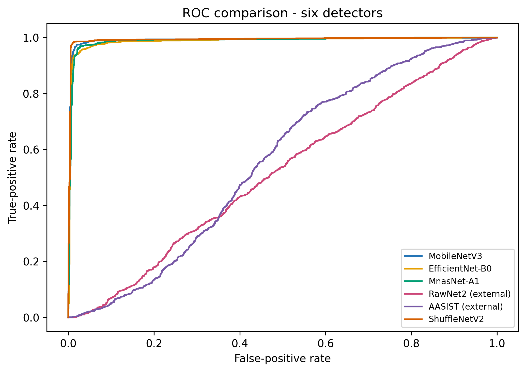 ROC comparison - six detectors
True-positive rate
1.0
0.8
0.6
0.4
0.2
0.0
0.0 0.2 0.4 0.6 0.8 1.0
False-positive rate
MobileNetV3
EfficientNet-B0
MnasNet-A1
RawNet2 (external)
AASIST (external)
ShuffleNetV2